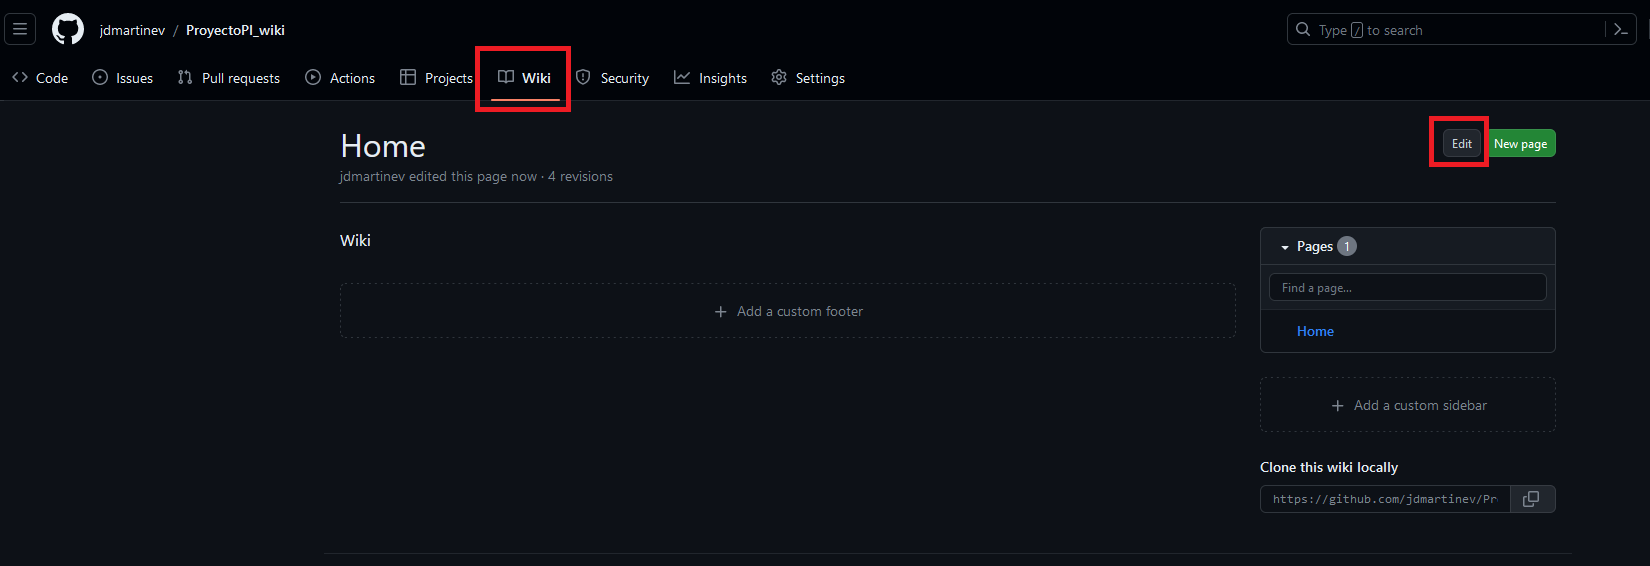 jdmartinev / ProyectoPI_wiki
Type / to search
Code Issues Pull requests Actions Projects Wiki Security Insights Settings
Home
Edit New page
jdmartinev edited this page now · 4 revisions
Wiki
Pages 1
Find a page...
Home
+ Add a custom footer
+ Add a custom sidebar
Clone this wiki locally
https://github.com/jdmartinev/Pr